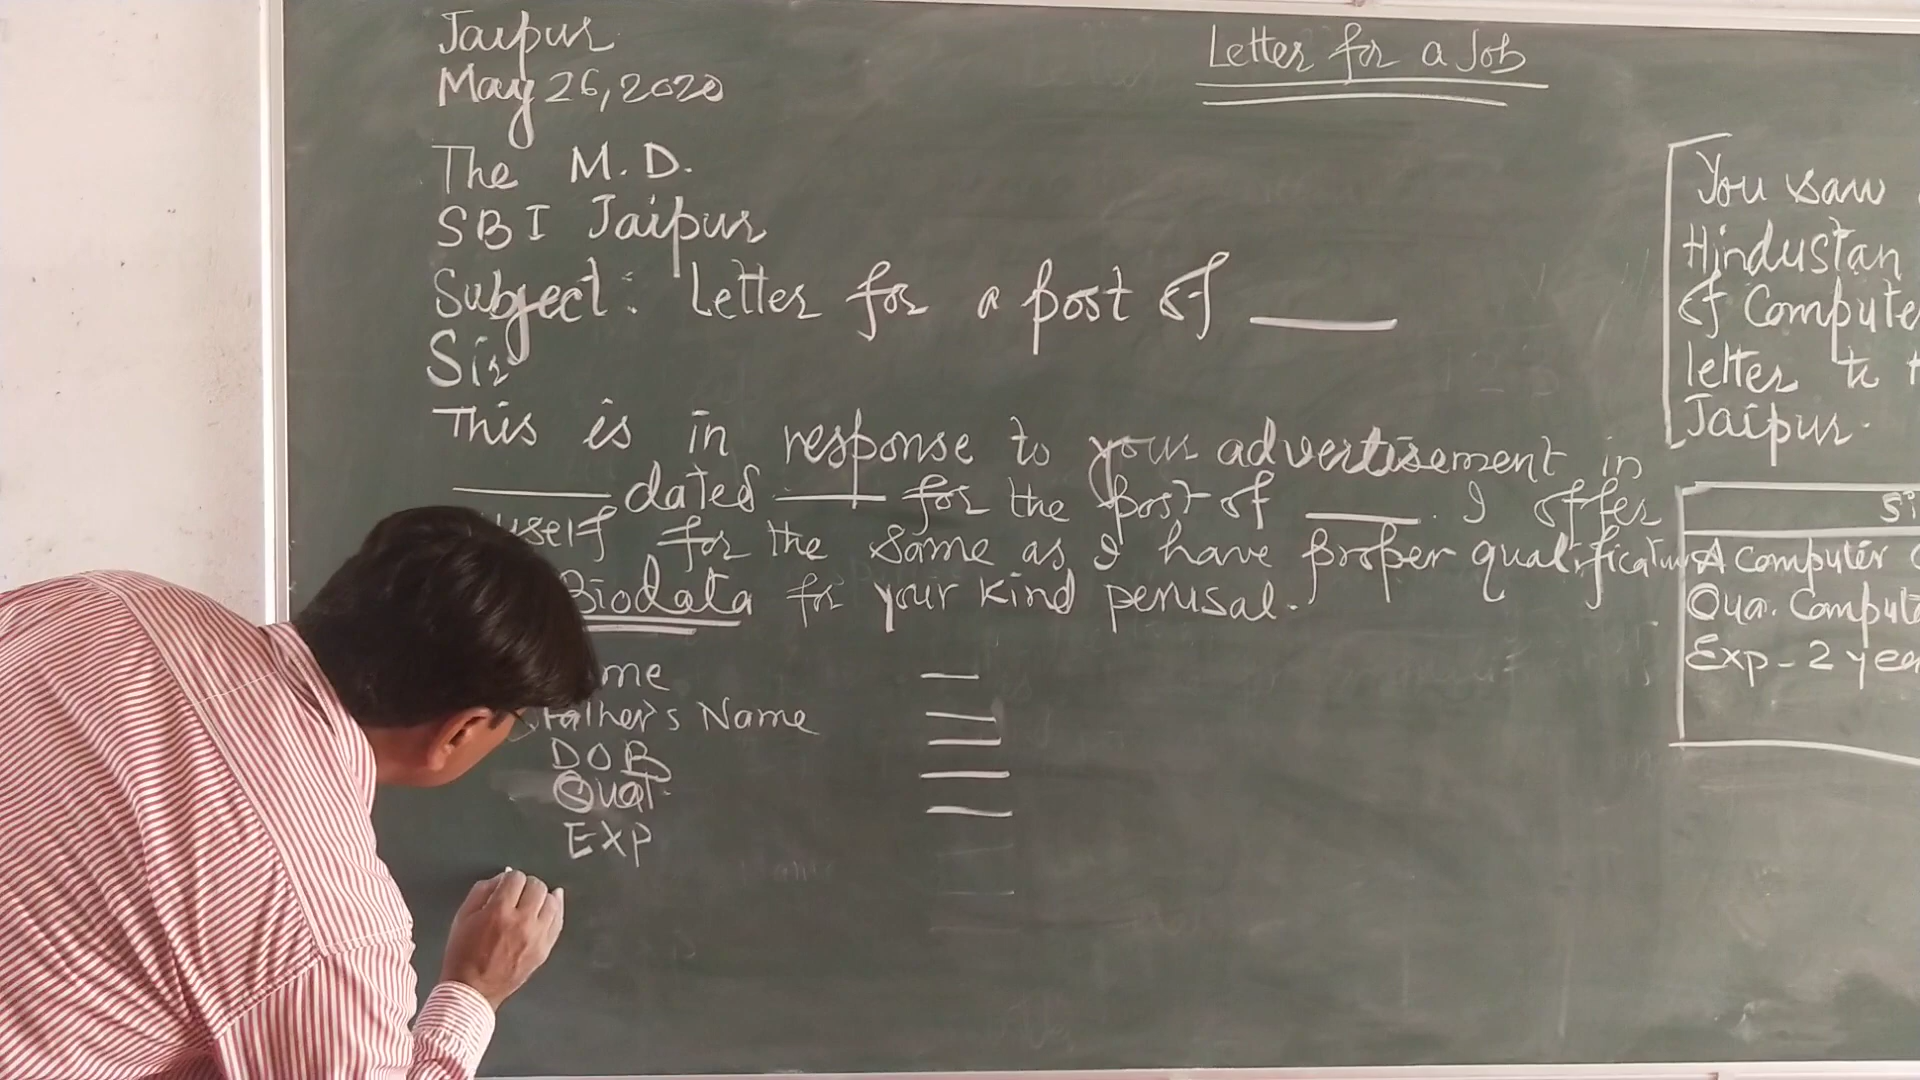 Jaipur
May 26, 2020
The M.D.
SBI Jaipur
Subject: Letter for a post of ____
Sir
This is in response to your advertisement in
____ dated ____ for the post of ____. I offer
for the same as I have proper qualification
Biodata for your kind perusal.
me
Father's Name
DOB
Qual.
EXP
Letter for a Job
You saw
Hindustan
of Compute
letter to
Jaipur.
A Computer
Qua. Comput
Exp - 2 yea